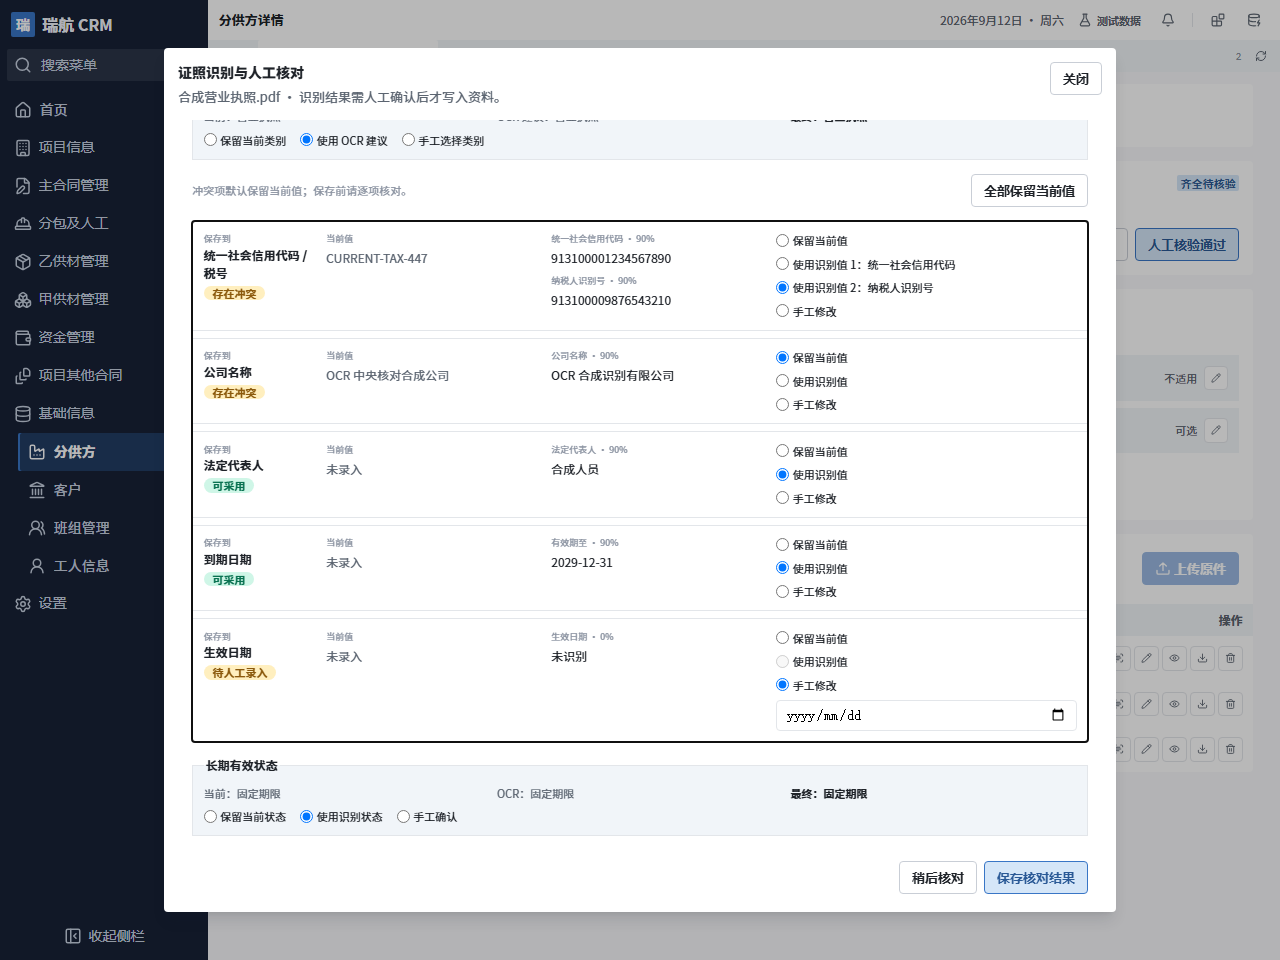 瑞 瑞航 CRM
搜索菜单
首页
项目信息
主合同管理
分包及人工
乙供材管理
甲供材管理
资金管理
项目其他合同
基础信息
分供方
客户
班组管理
工人信息
设置
收起侧栏
分供方详情
2026年9月12日 · 周六
测试数据
2
齐全待核验
人工核验通过
不适用
可选
上传原件
操作
证照识别与人工核对
合成营业执照.pdf · 识别结果需人工确认后才写入资料。
关闭
保留当前类别 使用 OCR 建议 手工选择类别
冲突项默认保留当前值；保存前请逐项核对。
全部保留当前值
保存到
统一社会信用代码 /
税号
存在冲突
当前值
CURRENT-TAX-447
统一社会信用代码 · 90%
913100001234567890
纳税人识别号 · 90%
913100009876543210
保留当前值
使用识别值 1：统一社会信用代码
使用识别值 2：纳税人识别号
手工修改
保存到
公司名称
存在冲突
当前值
OCR 中央核对合成公司
公司名称 · 90%
OCR 合成识别有限公司
保留当前值
使用识别值
手工修改
保存到
法定代表人
可采用
当前值
未录入
法定代表人 · 90%
合成人员
保留当前值
使用识别值
手工修改
保存到
到期日期
可采用
当前值
未录入
有效期至 · 90%
2029-12-31
保留当前值
使用识别值
手工修改
保存到
生效日期
待人工录入
当前值
未录入
生效日期 · 0%
未识别
保留当前值
使用识别值
手工修改
yyyy/mm/dd
长期有效状态
当前：固定期限
OCR：固定期限
最终：固定期限
保留当前状态 使用识别状态 手工确认
稍后核对
保存核对结果